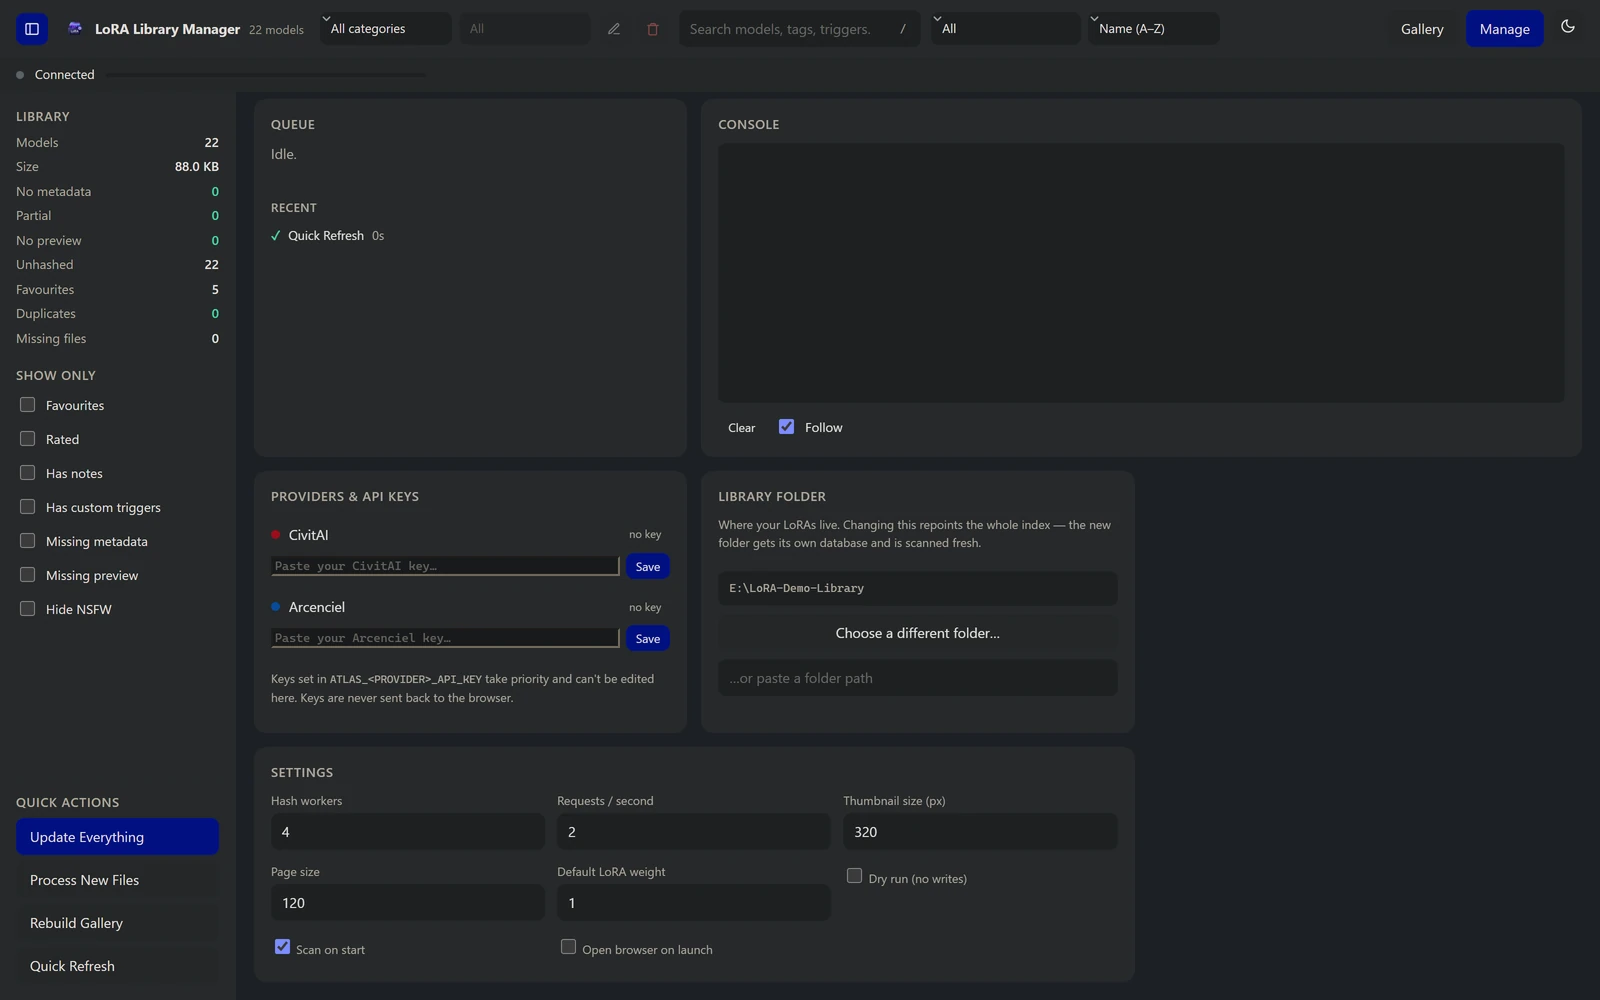 LoRA Library Manager 22 models
All categories
All
Search models, tags, triggers. /
All
Name (A–Z)
Gallery
Manage
Connected
LIBRARY
Models 22
Size 88.0 KB
No metadata 0
Partial 0
No preview 0
Unhashed 22
Favourites 5
Duplicates 0
Missing files 0
SHOW ONLY
Favourites
Rated
Has notes
Has custom triggers
Missing metadata
Missing preview
Hide NSFW
QUICK ACTIONS
Update Everything
Process New Files
Rebuild Gallery
Quick Refresh
QUEUE
Idle.
RECENT
Quick Refresh 0s
CONSOLE
Clear
Follow
PROVIDERS & API KEYS
CivitAI no key
Paste your CivitAI key… Save
Arcenciel no key
Paste your Arcenciel key… Save
Keys set in ATLAS_<PROVIDER>_API_KEY take priority and can't be edited
here. Keys are never sent back to the browser.
LIBRARY FOLDER
Where your LoRAs live. Changing this repoints the whole index — the new
folder gets its own database and is scanned fresh.
E:\LoRA-Demo-Library
Choose a different folder...
...or paste a folder path
SETTINGS
Hash workers
4
Requests / second
2
Thumbnail size (px)
320
Page size
120
Default LoRA weight
1
Dry run (no writes)
Scan on start
Open browser on launch